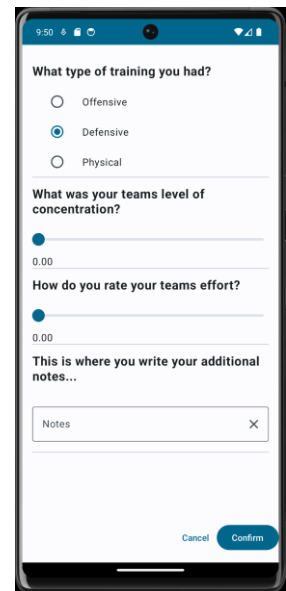 9:50
What type of training you had?
Offensive
Defensive
Physical
What was your teams level of
concentration?
0.00
How do you rate your teams effort?
0.00
This is where you write your additional
notes...
Notes
Cancel Confirm